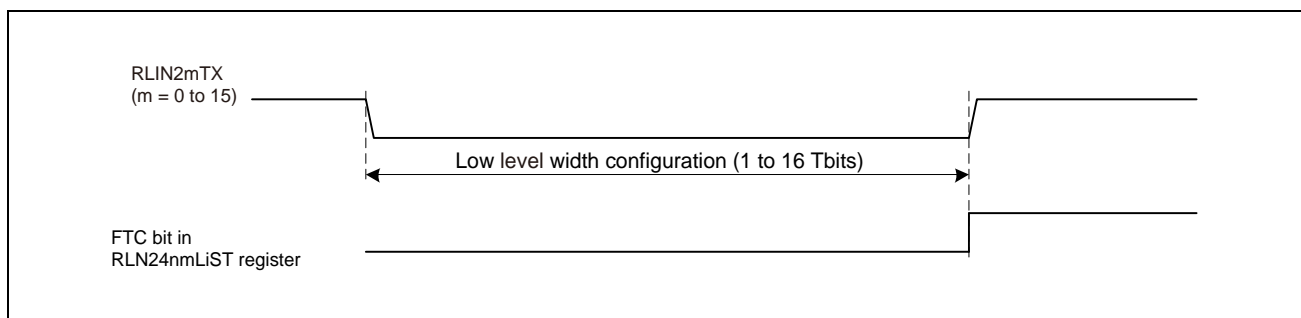 RLIN2mTX
(m = 0 to 15)
Low level width configuration (1 to 16 Tbits)
FTC bit in
RLN24nmLiST register